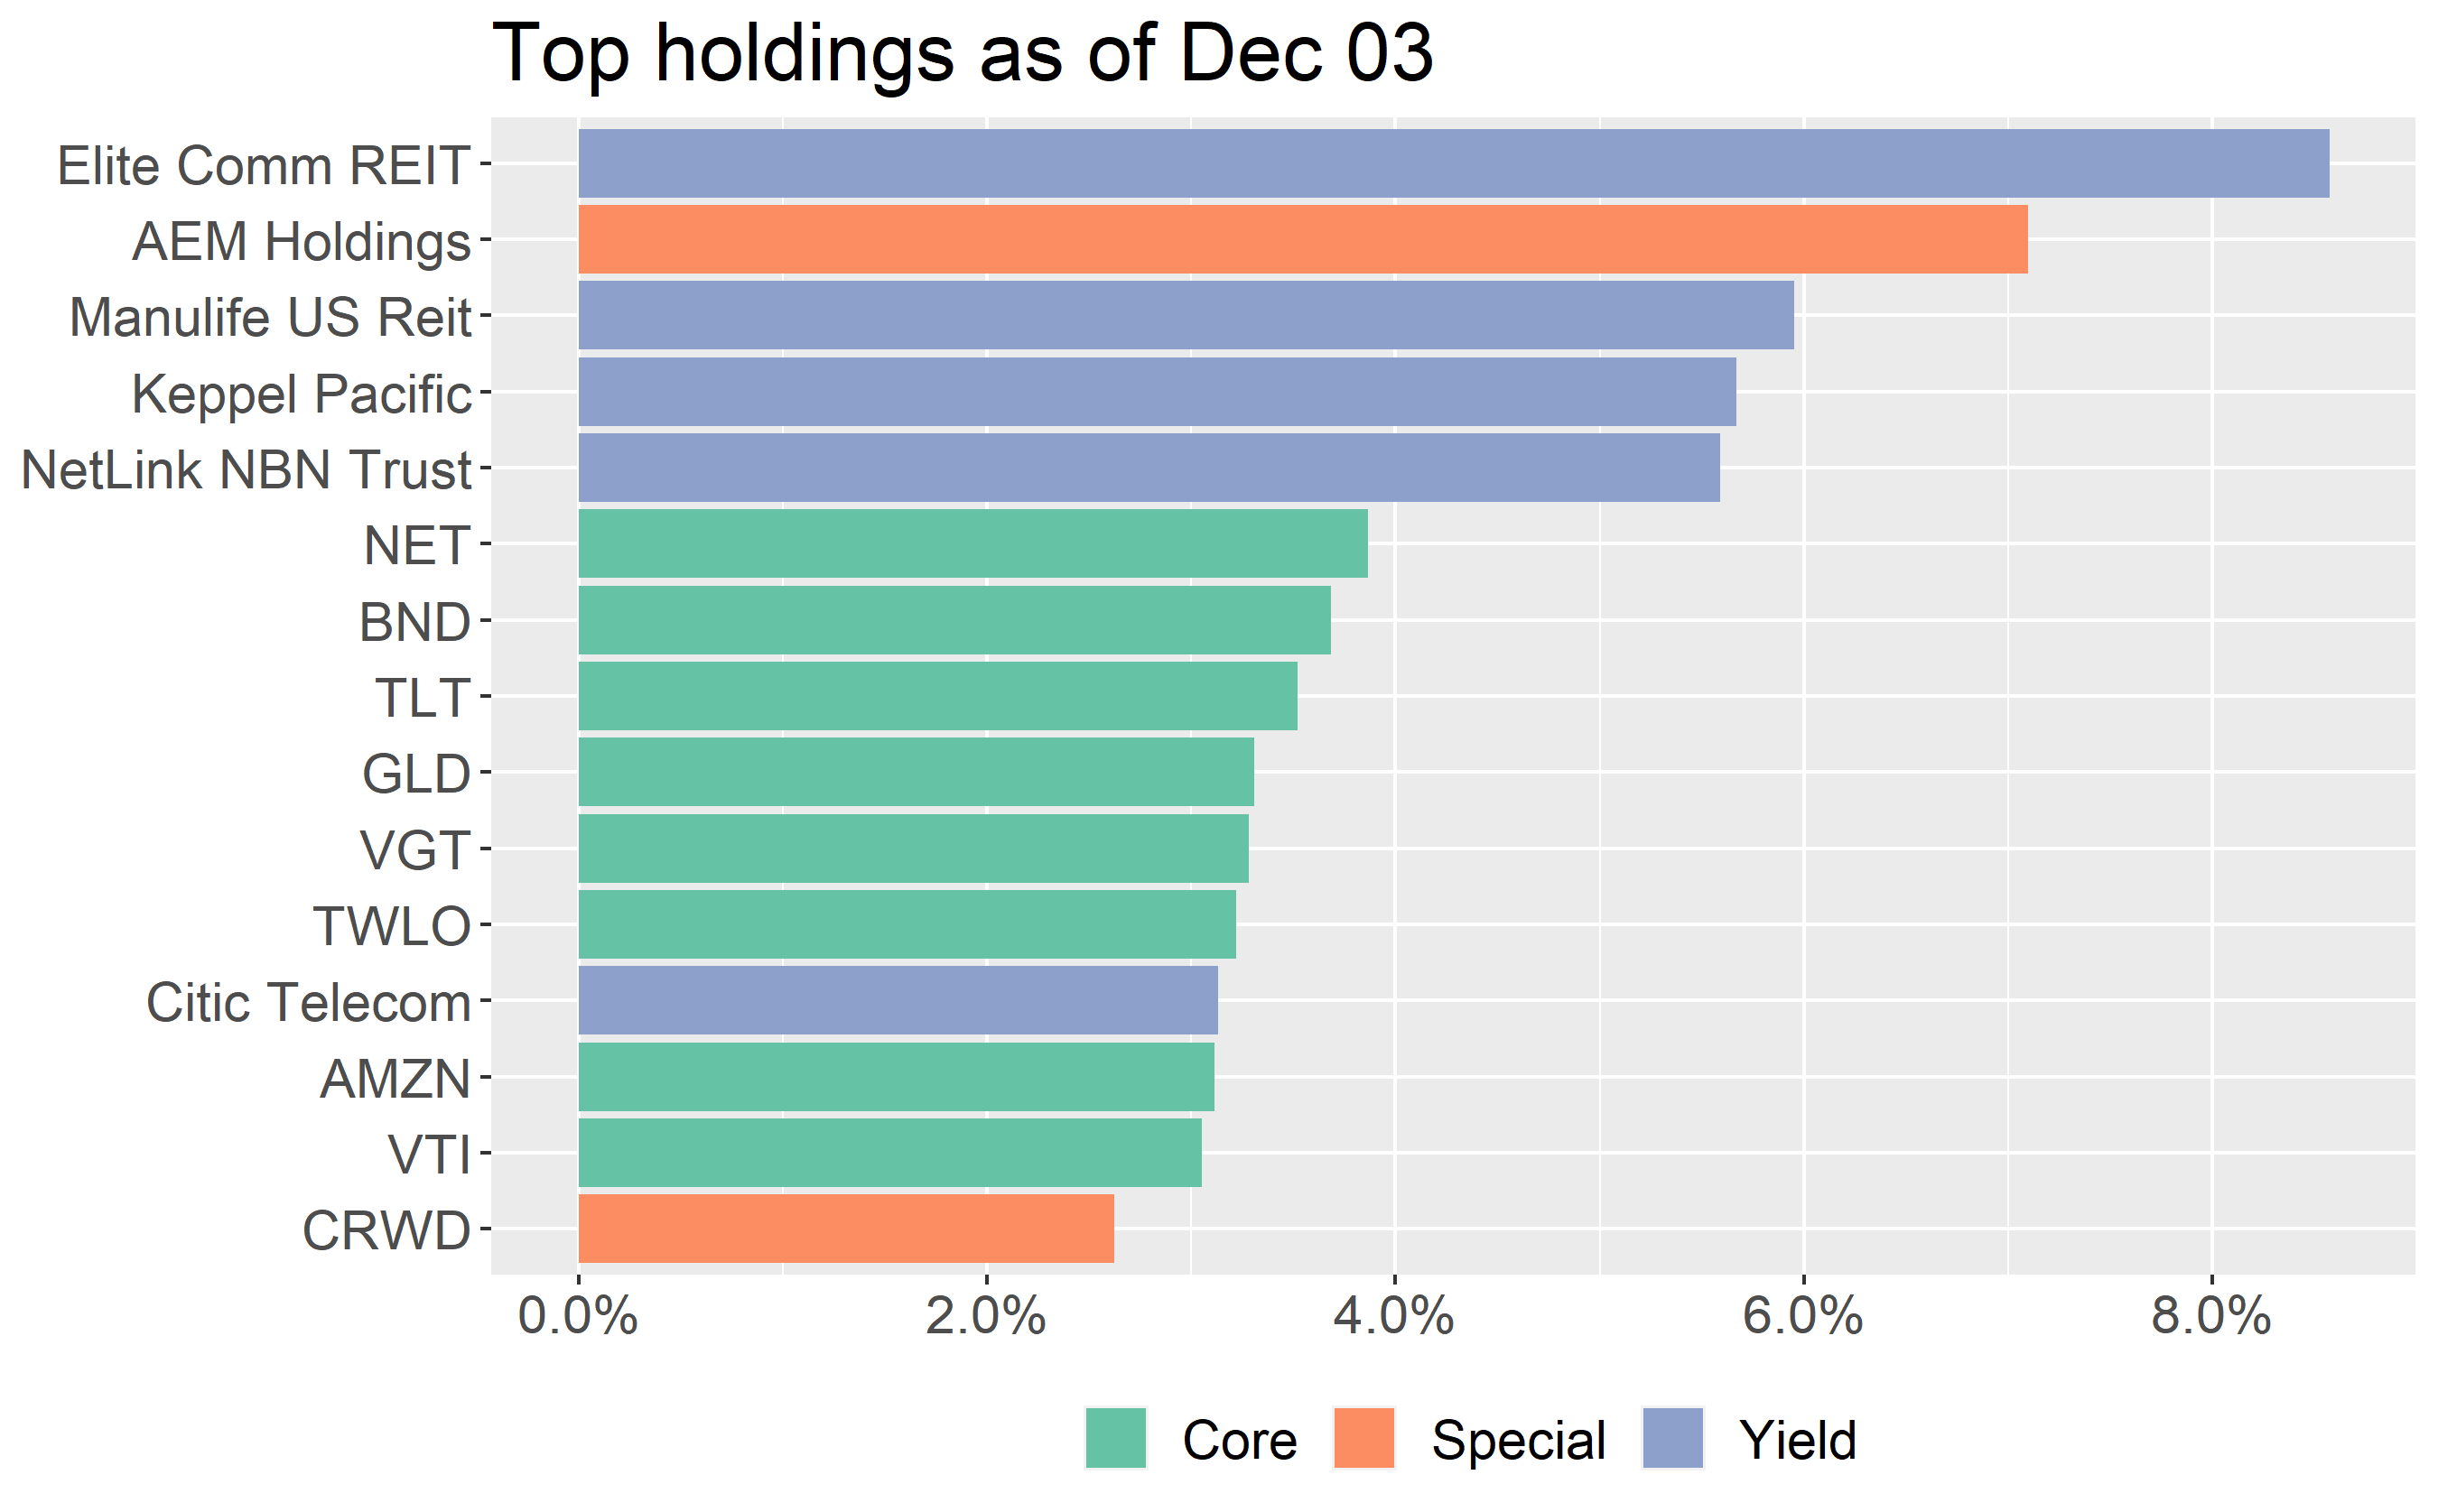 Top holdings as of Dec 03
Elite Comm REIT
AEM Holdings
Manulife US Reit
Keppel Pacific
NetLink NBN Trust
NET
BND
TLT
GLD
VGT
TWLO
Citic Telecom
AMZN
VTI
CRWD
0.0% 2.0% 4.0% 6.0% 8.0%
Core Special Yield